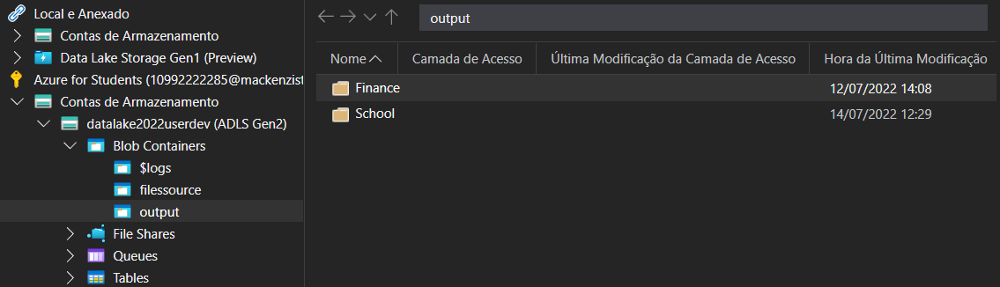 Local e Anexado
Contas de Armazenamento
Data Lake Storage Gen1 (Preview)
Azure for Students (10992222285@mackenzist
Contas de Armazenamento
datalake2022userdev (ADLS Gen2)
Blob Containers
$logs
filessource
output
File Shares
Queues
Tables
output
Nome Camada de Acesso Última Modificação da Camada de Acesso Hora da Última Modificação
Finance 12/07/2022 14:08
School 14/07/2022 12:29